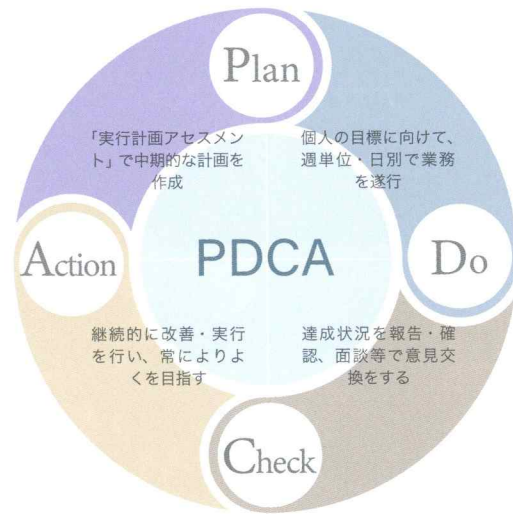 Plan
「実行計画アセスメン
ト」で中期的な計画を
作成
個人の目標に向けて、
週単位・日別で業務
を遂行
Action
PDCA
Do
継続的に改善・実行
を行い、常によりよ
くを目指す
達成状況を報告・確
認、面談等で意見交
換をする
Check